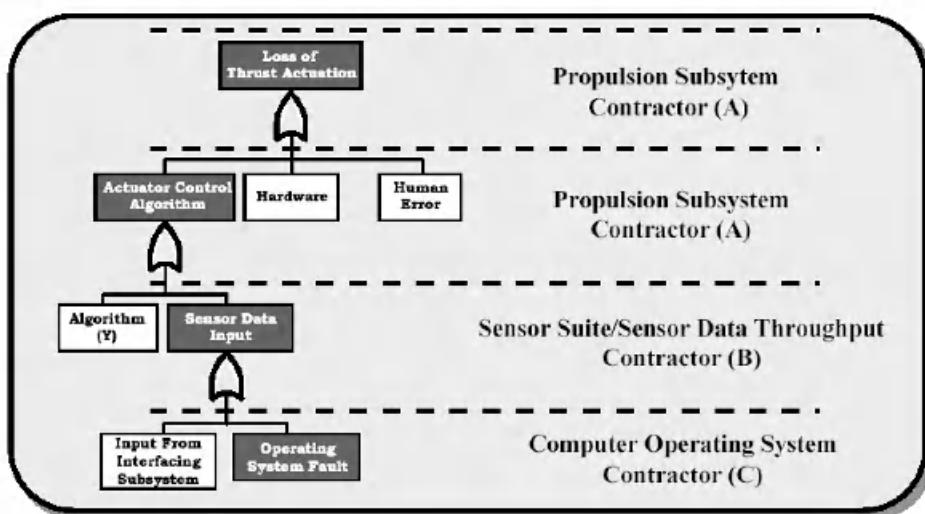 Loss of
Thrust Actuation
Propulsion Subsytem
Contractor (A)
Actuator Control
Algorithm
Hardware
Human
Error
Propulsion Subsystem
Contractor (A)
Algorithm
(Y)
Sensor Data
Input
Sensor Suite/Sensor Data Throughput
Contractor (B)
Input From
Interfacing
Subsystem
Operating
System Fault
Computer Operating System
Contractor (C)